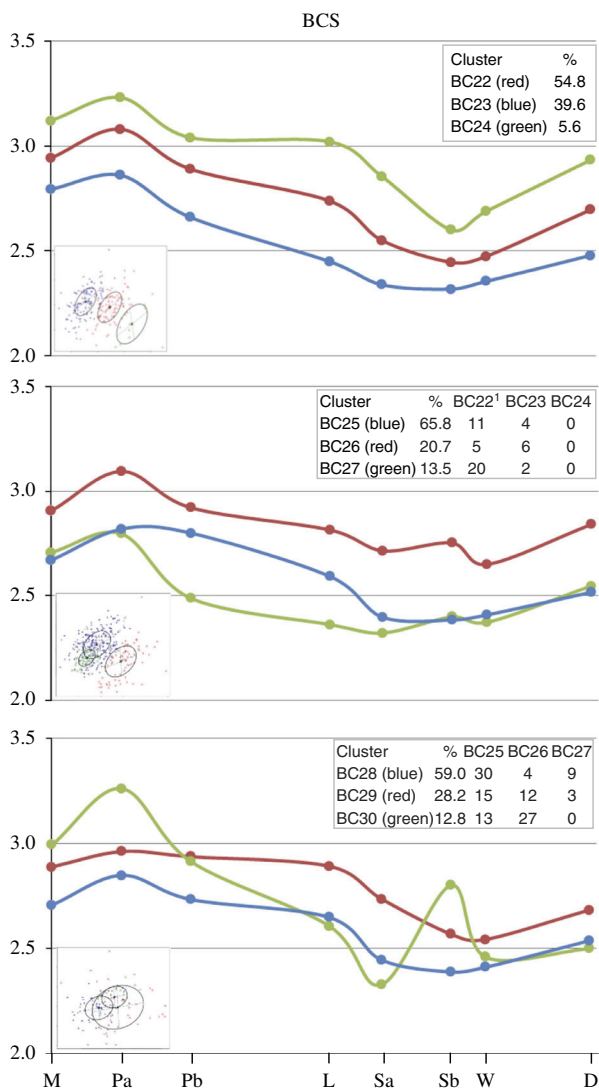 BCS
3.5
Cluster %
BC22 (red) 54.8
BC23 (blue) 39.6
BC24 (green) 5.6
3.0
2.5
2.0
3.5
Cluster % BC22¹ BC23 BC24
BC25 (blue) 65.8 11 4 0
BC26 (red) 20.7 5 6 0
BC27 (green) 13.5 20 2 0
3.0
2.5
2.0
3.5
Cluster % BC25 BC26 BC27
BC28 (blue) 59.0 30 4 9
BC29 (red) 28.2 15 12 3
BC30 (green) 12.8 13 27 0
3.0
2.5
2.0
M Pa Pb L Sa Sb W D